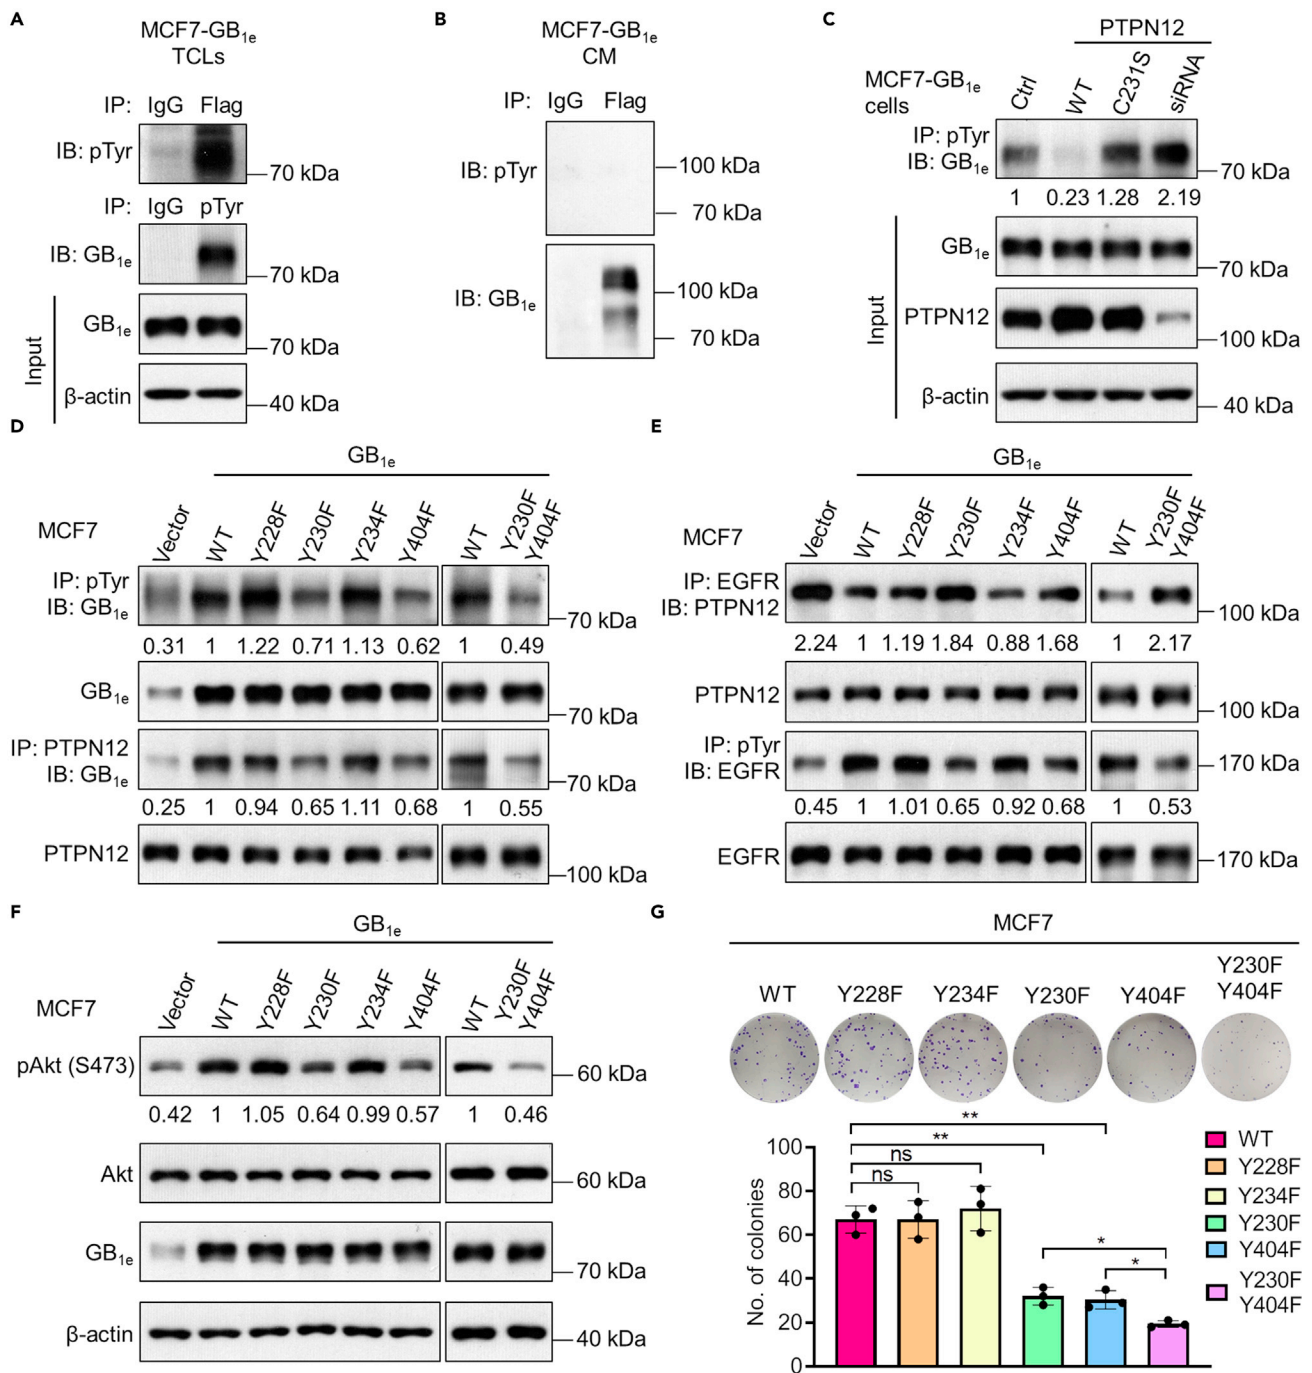 A
MCF7-GB1e
TCLs
IP: IgG Flag
IB: pTyr
70 kDa
IP: IgG pTyr
IB: GB1e
70 kDa
Input
GB1e
70 kDa
β-actin
40 kDa
B
MCF7-GB1e
CM
IP: IgG Flag
IB: pTyr
100 kDa
70 kDa
IB: GB1e
100 kDa
70 kDa
C
PTPN12
MCF7-GB1e
cells
Ctrl WT C231S siRNA
IP: pTyr
IB: GB1e
70 kDa
1 0.23 1.28 2.19
Input
GB1e
70 kDa
PTPN12
100 kDa
β-actin
40 kDa
D
GB1e
MCF7
Vector WT Y228F Y230F Y234F Y404F WT Y230F Y404F
IP: pTyr
IB: GB1e
70 kDa
0.31 1 1.22 0.71 1.13 0.62 1 0.49
GB1e
70 kDa
IP: PTPN12
IB: GB1e
70 kDa
0.25 1 0.94 0.65 1.11 0.68 1 0.55
PTPN12
100 kDa
E
GB1e
MCF7
Vector WT Y228F Y230F Y234F Y404F WT Y230F Y404F
IP: EGFR
IB: PTPN12
100 kDa
2.24 1 1.19 1.84 0.88 1.68 1 2.17
PTPN12
100 kDa
IP: pTyr
IB: EGFR
170 kDa
0.45 1 1.01 0.65 0.92 0.68 1 0.53
EGFR
170 kDa
F
GB1e
MCF7
Vector WT Y228F Y230F Y234F Y404F WT Y230F Y404F
pAkt (S473)
60 kDa
0.42 1 1.05 0.64 0.99 0.57 1 0.46
Akt
60 kDa
GB1e
70 kDa
β-actin
40 kDa
G
MCF7
WT Y228F Y234F Y230F Y404F Y230F
Y404F
**
**
ns
ns
*
*
No. of colonies
100
80
60
40
20
0
WT
Y228F
Y234F
Y230F
Y404F
Y230F
Y404F